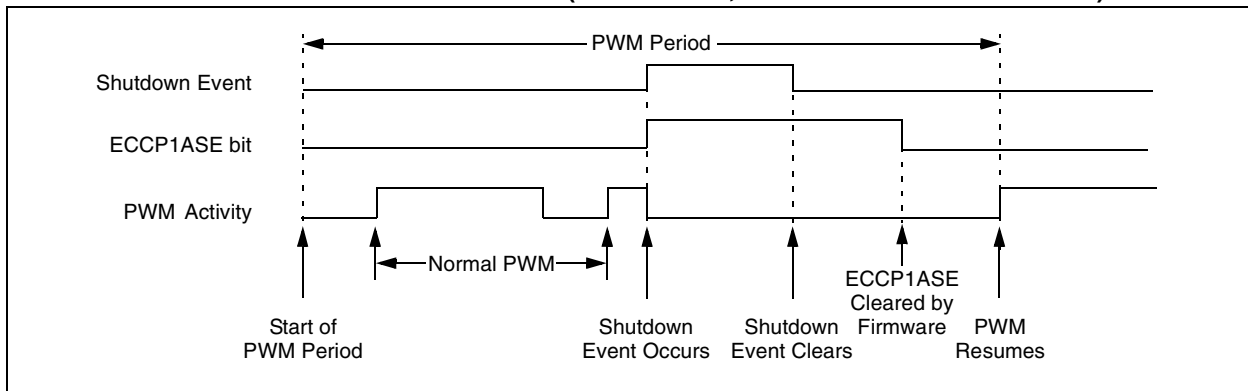 PWM Period
Shutdown Event
ECCP1ASE bit
PWM Activity
Normal PWM
Start of
PWM Period
Shutdown
Event Occurs
Shutdown
Event Clears
ECCP1ASE
Cleared by
Firmware
PWM
Resumes